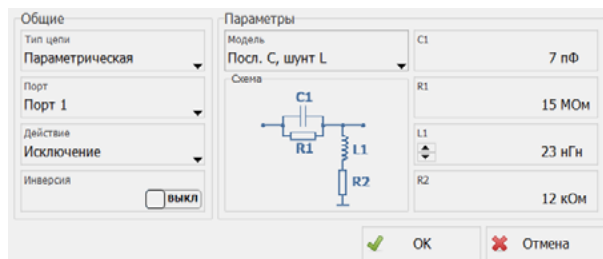 Общие
Тип цепи
Параметрическая
Порт
Порт 1
Действие
Исключение
Инверсия
выкл
Параметры
Модель
Посл. C, шунт L
Схема
C1
R1
L1
R2
C1
7 пФ
R1
15 МОм
L1
23 нГн
R2
12 кОм
OK
Отмена